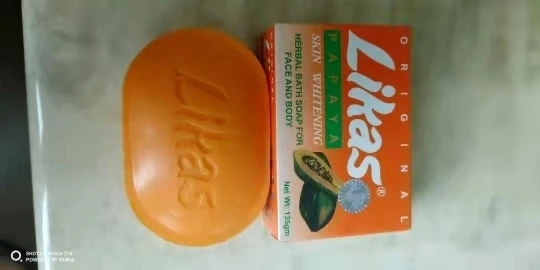 ORIGINAL
Likas®
PAPAYA
SKIN WHITENING
HERBAL BATH SOAP FOR
FACE AND BODY
Net Wt: 135gm
Likas